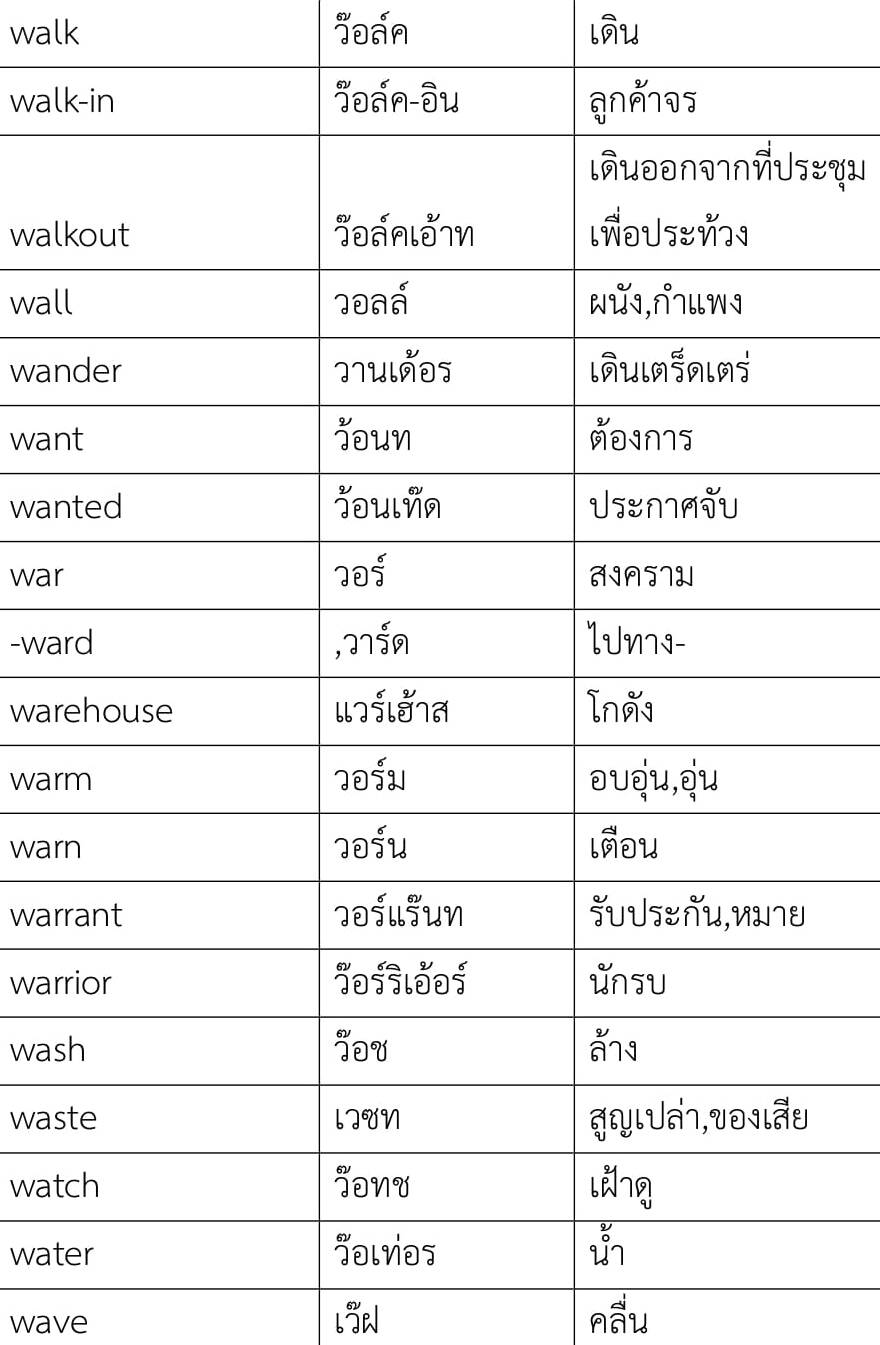 walk ว๊อล์ค เดิน
walk-in ว๊อล์ค-อิน ลูกค้าจร
เดินออกจากที่ประชุม
walkout ว๊อล์คเอ้าท เพื่อประท้วง
wall วอลล์ ผนัง,กำแพง
wander วานเด้อร เดินเตร็ดเตร่
want ว้อนท ต้องการ
wanted ว้อนเท๊ด ประกาศจับ
war วอร์ สงคราม
-ward ,วาร์ด ไปทาง-
warehouse แวร์เฮ้าส โกดัง
warm วอร์ม อบอุ่น,อุ่น
warn วอร์น เตือน
warrant วอร์แร๊นท รับประกัน,หมาย
warrior ว๊อร์ริเอ้อร์ นักรบ
wash ว๊อช ล้าง
waste เวซท สูญเปล่า,ของเสีย
watch ว๊อทช เฝ้าดู
water ว๊อเท่อร น้ำ
wave เว๊ฝ คลื่น